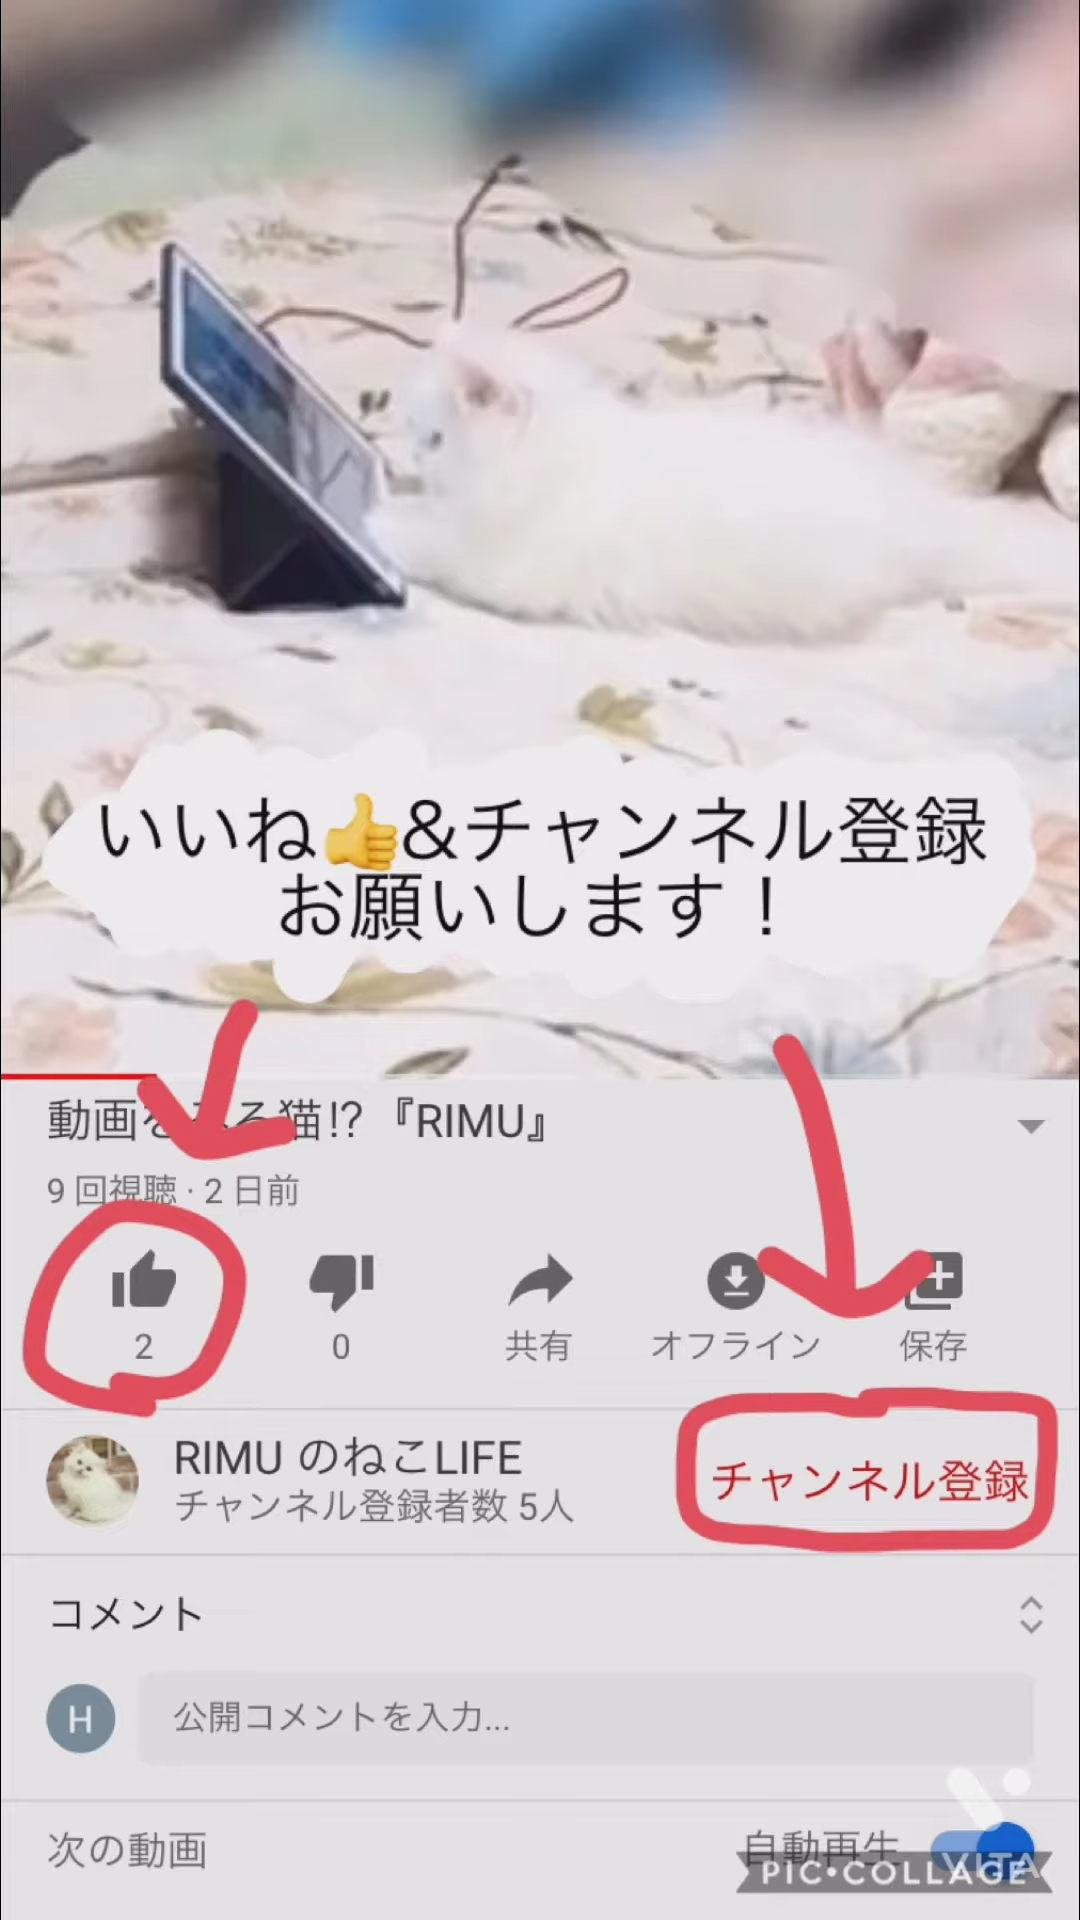 いいね👍&チャンネル登録
お願いします！
動画をみる猫!?『RIMU』
9 回視聴・2 日前
2
0
共有
オフライン
保存
RIMU のねこLIFE
チャンネル登録者数 5人
チャンネル登録
コメント
H
公開コメントを入力...
次の動画
自動再生
VITA
PIC•COLLAGE